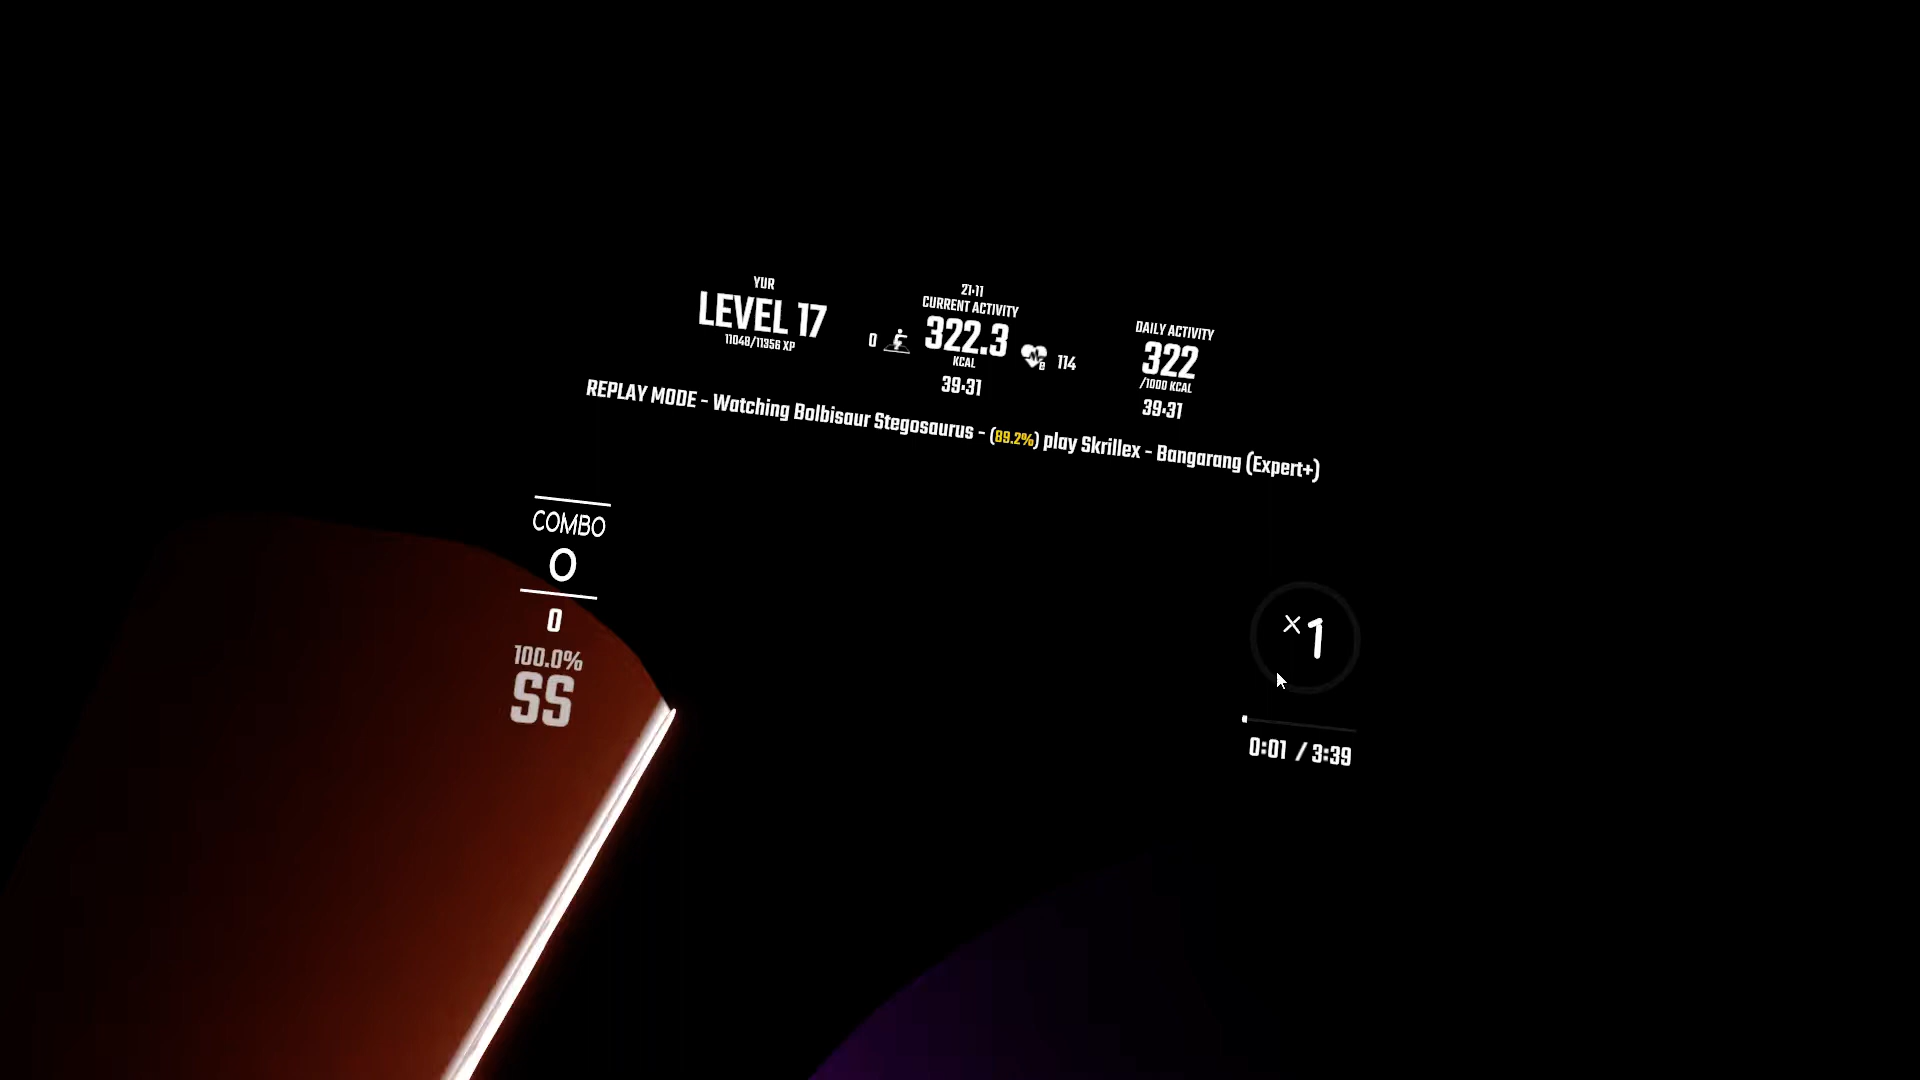 YUR
LEVEL 17
11048/11356 XP
21:11
CURRENT ACTIVITY
0
322.3
114
KCAL
39:31
DAILY ACTIVITY
322
/1000 KCAL
39:31
REPLAY MODE - Watching Bolbisaur Stegosaurus - (89.2%) play Skrillex - Bangarang (Expert+)
COMBO
0
0
100.0%
SS
×1
0:01 / 3:39